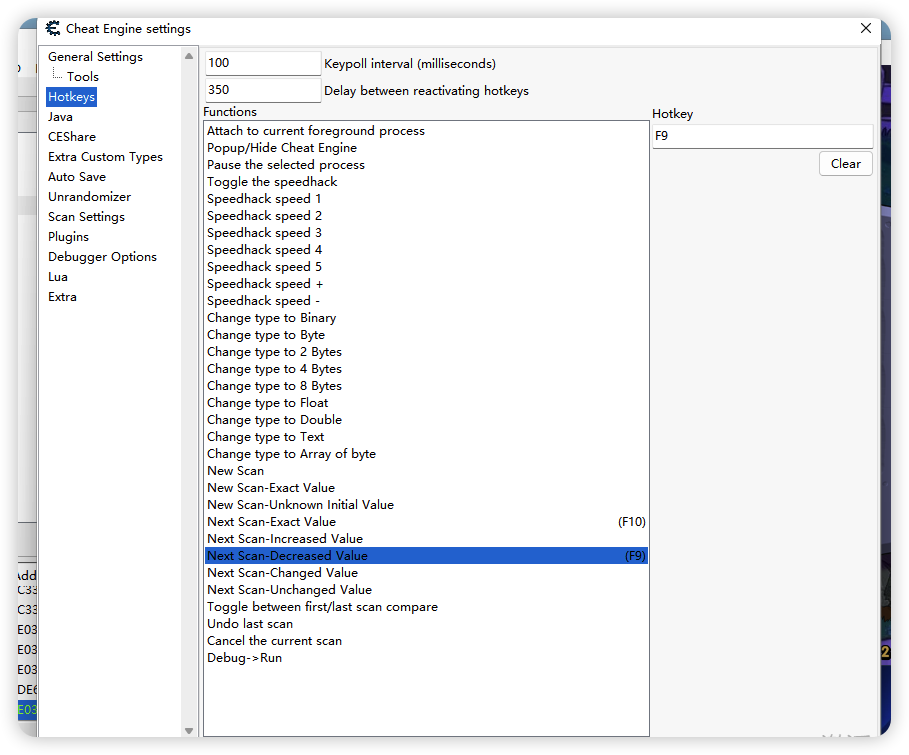 Cheat Engine settings
General Settings
Tools
Hotkeys
Java
CEShare
Extra Custom Types
Auto Save
Unrandomizer
Scan Settings
Plugins
Debugger Options
Lua
Extra
100 Keypoll interval (milliseconds)
350 Delay between reactivating hotkeys
Functions
Attach to current foreground process
Popup/Hide Cheat Engine
Pause the selected process
Toggle the speedhack
Speedhack speed 1
Speedhack speed 2
Speedhack speed 3
Speedhack speed 4
Speedhack speed 5
Speedhack speed +
Speedhack speed -
Change type to Binary
Change type to Byte
Change type to 2 Bytes
Change type to 4 Bytes
Change type to 8 Bytes
Change type to Float
Change type to Double
Change type to Text
Change type to Array of byte
New Scan
New Scan-Exact Value
New Scan-Unknown Initial Value
Next Scan-Exact Value (F10)
Next Scan-Increased Value
Next Scan-Decreased Value (F9)
Next Scan-Changed Value
Next Scan-Unchanged Value
Toggle between first/last scan compare
Undo last scan
Cancel the current scan
Debug->Run
Hotkey
F9
Clear
Add
C33
C33
E03
E03
E03
DE6
E03
2